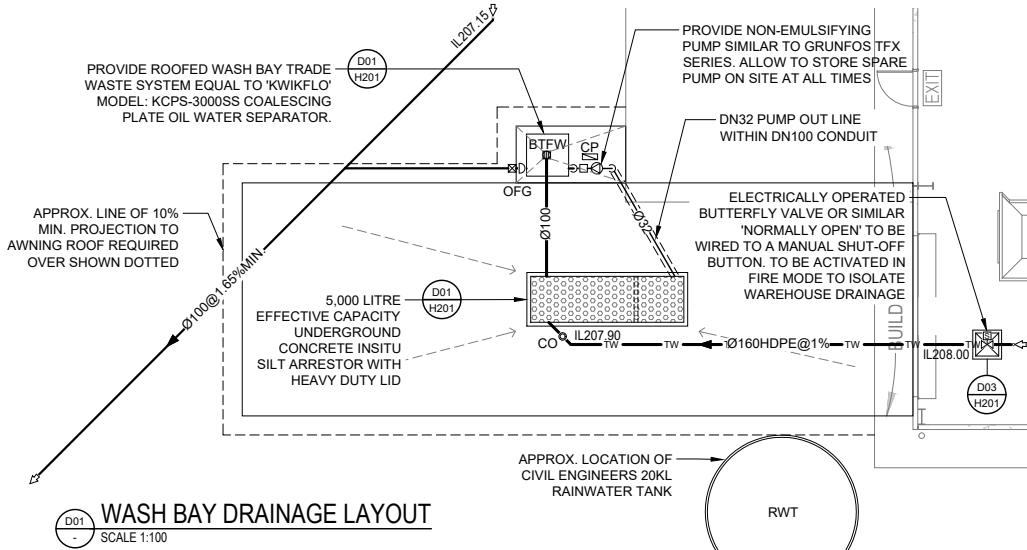 IL207.15
PROVIDE ROOFED WASH BAY TRADE
WASTE SYSTEM EQUAL TO 'KWIKFLO'
MODEL: KCPS-3000SS COALESCING
PLATE OIL WATER SEPARATOR.
D01
H201
PROVIDE NON-EMULSIFYING
PUMP SIMILAR TO GRUNFOS TFX
SERIES. ALLOW TO STORE SPARE
PUMP ON SITE AT ALL TIMES
EXIT
DN32 PUMP OUT LINE
WITHIN DN100 CONDUIT
BTFW
CP
OFG
Ø100
Ø32
APPROX. LINE OF 10%
MIN. PROJECTION TO
AWNING ROOF REQUIRED
OVER SHOWN DOTTED
ELECTRICALLY OPERATED
BUTTERFLY VALVE OR SIMILAR
'NORMALLY OPEN' TO BE
WIRED TO A MANUAL SHUT-OFF
BUTTON. TO BE ACTIVATED IN
FIRE MODE TO ISOLATE
WAREHOUSE DRAINAGE
Ø100@1.65%MIN
5,000 LITRE
EFFECTIVE CAPACITY
UNDERGROUND
CONCRETE INSITU
SILT ARRESTOR WITH
HEAVY DUTY LID
D01
H201
CO
IL207.90
TW
TW
Ø160HDPE@1%
TW
TW
TW
IL208.00
BUILD
D03
H201
APPROX. LOCATION OF
CIVIL ENGINEERS 20KL
RAINWATER TANK
RWT
D01
-
WASH BAY DRAINAGE LAYOUT
SCALE 1:100